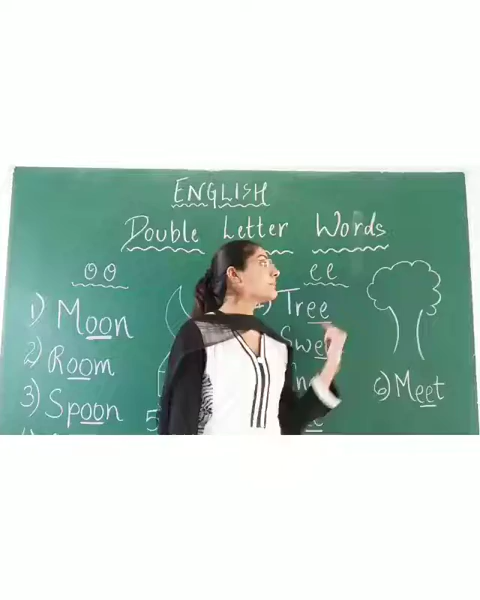 ENGLISH
Double Letter Words
oo
1) Moon
2) Room
3) Spoon
ee
Tree
6) Meet